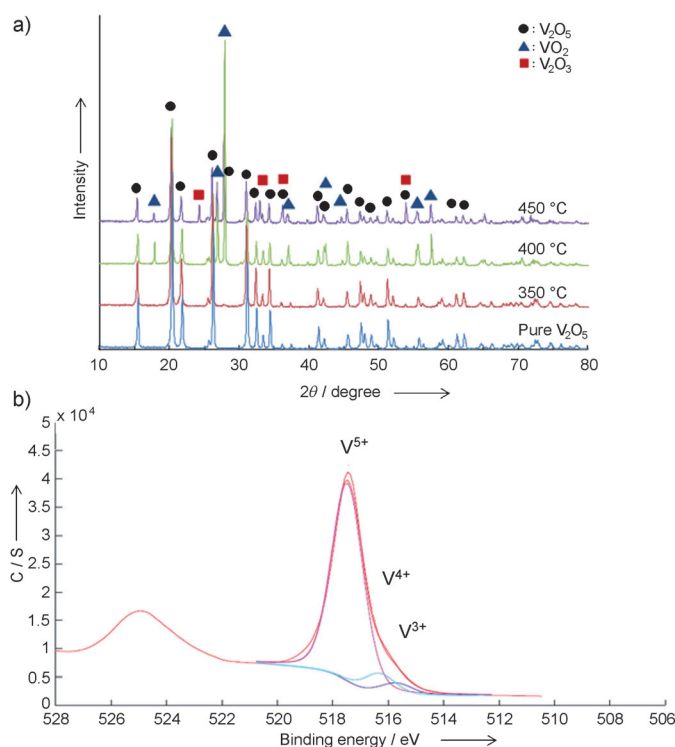 a)
●: V₂O₅
▲: VO₂
■: V₂O₃
Intensity
450 °C
400 °C
350 °C
Pure V₂O₅
10 20 30 40 50 60 70 80
2θ / degree
b)
5 x 10⁴
4.5
4
3.5
3
2.5
2
1.5
1
0.5
0
C / S
V⁵⁺
V⁴⁺
V³⁺
528 526 524 522 520 518 516 514 512 510 508 506
Binding energy / eV